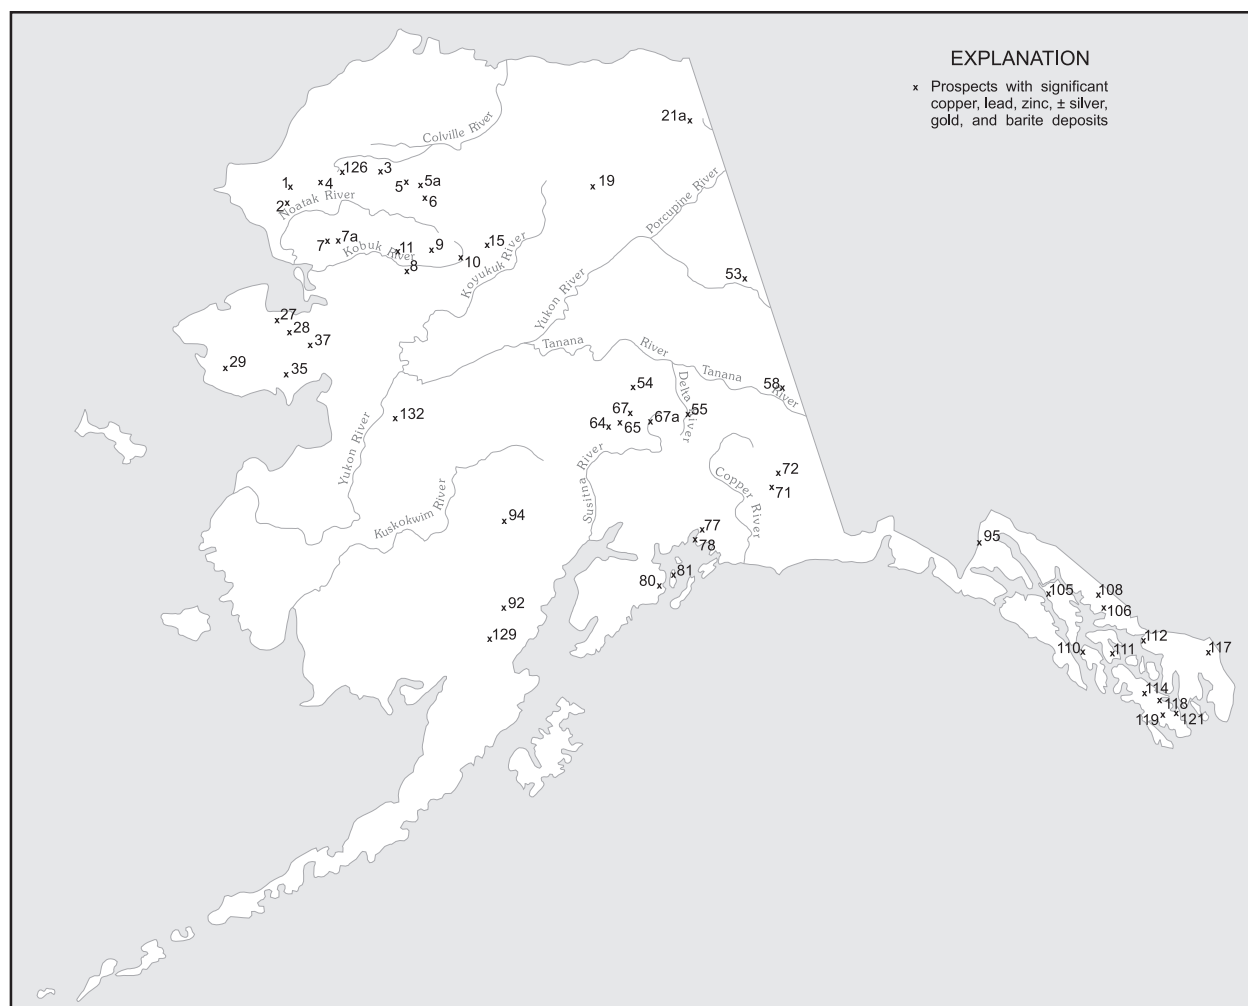 EXPLANATION
x Prospects with significant
copper, lead, zinc, ± silver,
gold, and barite deposits
21a
Colville River
126
3
1
4
5
5a
19
2
Noatak River
6
Porcupine River
7
7a
11
9
15
Kobuk River
10
8
Koyukuk River
53
27
28
Yukon River
37
Tanana
River
29
35
54
Delta River
Tanana
58
River
132
67
67a
55
64
65
Yukon River
Susitna River
72
Copper River
71
Kuskokwim River
94
77
78
95
81
80
105
108
106
92
129
112
110
111
117
114
118
119
121